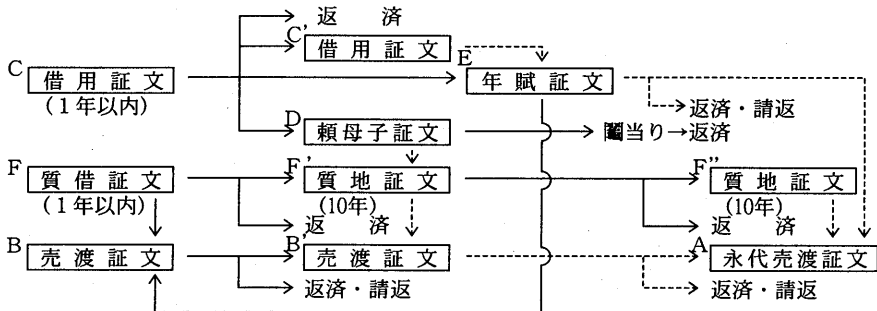 返済
C' 借用証文
E
C 借用証文 年賦証文
(1年以内)
返済・請返
D 頼母子証文 鬮当り→返済
F 質借証文 F' 質地証文 F'' 質地証文
(1年以内) (10年) (10年)
返済 返済
B 売渡証文 B' 売渡証文 A 永代売渡証文
返済・請返 返済・請返